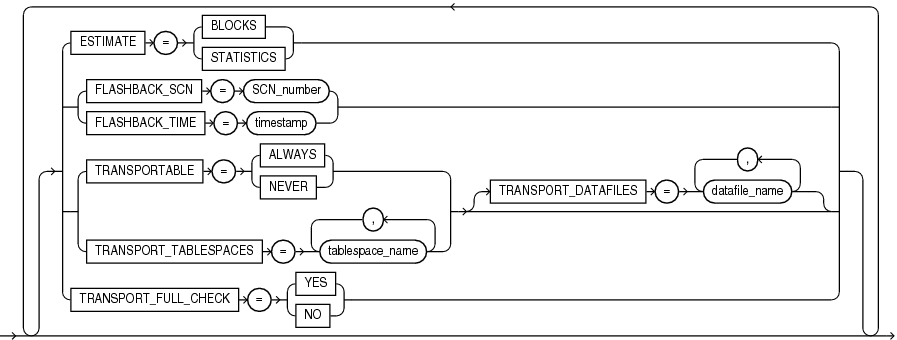 ESTIMATE = BLOCKS
STATISTICS
FLASHBACK_SCN = SCN_number
FLASHBACK_TIME = timestamp
TRANSPORTABLE = ALWAYS
NEVER
TRANSPORT_DATAFILES = datafile_name ,
TRANSPORT_TABLESPACES = tablespace_name ,
TRANSPORT_FULL_CHECK = YES
NO